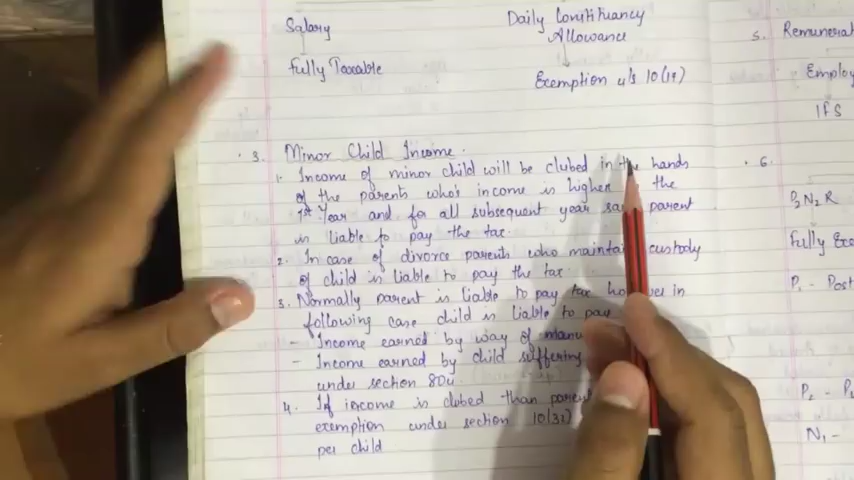 Salary
Daily Constituancy
Allowance
Fully Taxable
Exemption u/s 10(17)
3. Minor Child Income.
1. Income of minor child will be clubed in the hands
of the parents who's income is higher the
1st Year and for all subsequent year same parent
is liable to pay the tax.
2. In case of divorce parents who maintain custody
of child is liable to pay the tax
3. Normally parent is liable to pay tax however in
following case child is liable to pay
- Income earned by way of manu
- Income earned by child suffering
under section 80u
4. If income is clubed than paren
exemption under section 10(32)
per child
5. Remunerat
Employ
IFS
6.
P2N2R
Fully Exe
P1 - Post
P2 - P
N1 -